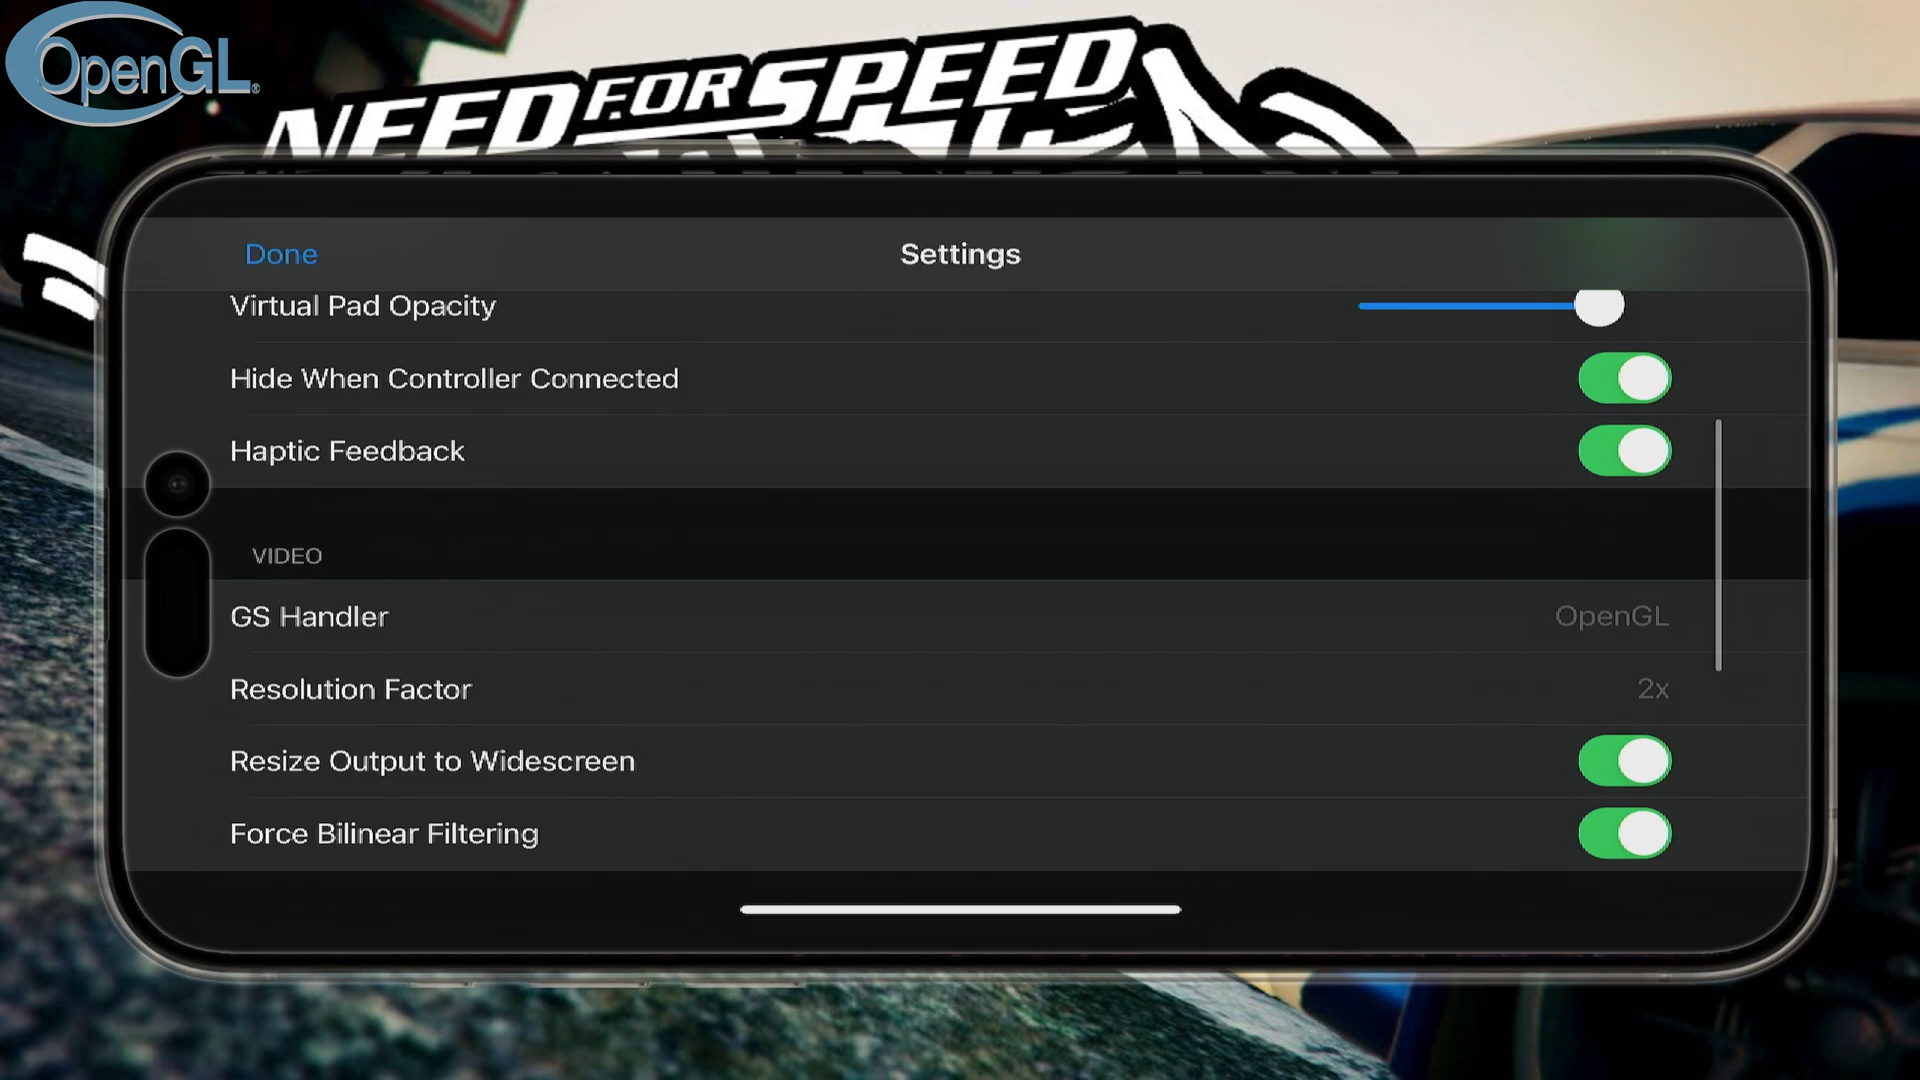 OpenGL®
NEED FOR SPEED
Done
Settings
Virtual Pad Opacity
Hide When Controller Connected
Haptic Feedback
VIDEO
GS Handler
OpenGL
Resolution Factor
2x
Resize Output to Widescreen
Force Bilinear Filtering